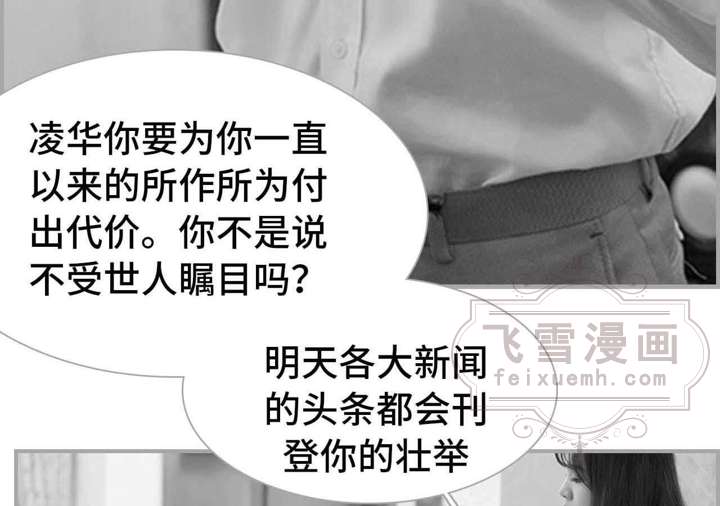 凌华你要为你一直
以来的所作所为付
出代价。你不是说
不受世人瞩目吗？
飞雪漫画
feixuemh.com
明天各大新闻
的头条都会刊
登你的壮举